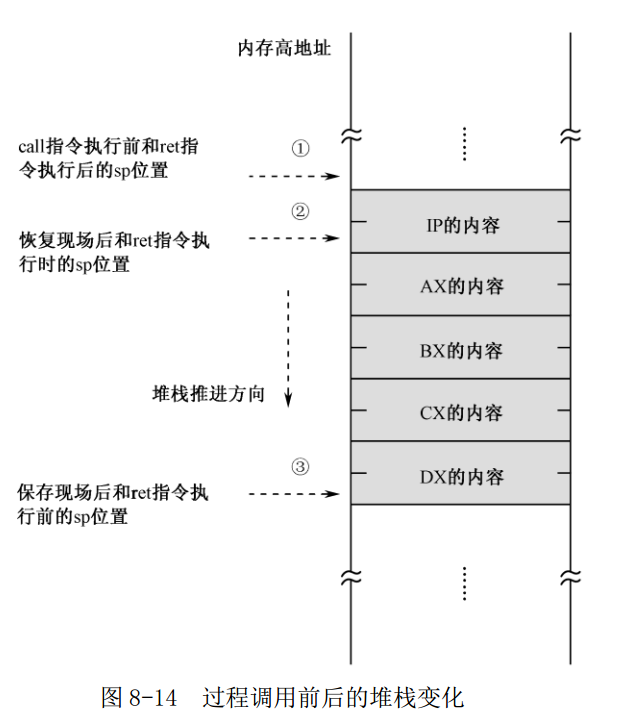 内存高地址
call指令执行前和ret指
令执行后的sp位置
①
②
IP的内容
恢复现场后和ret指令执
行时的sp位置
AX的内容
BX的内容
堆栈推进方向
CX的内容
③
DX的内容
保存现场后和ret指令执
行前的sp位置
图 8-14 过程调用前后的堆栈变化